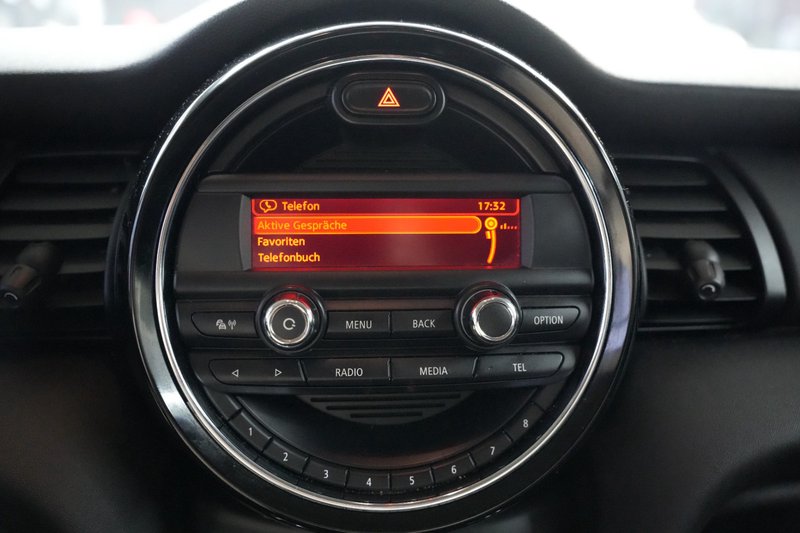 Telefon 17:32
Aktive Gespräche
Favoriten
Telefonbuch
MENU BACK OPTION
RADIO MEDIA TEL
1 2 3 4 5 6 7 8